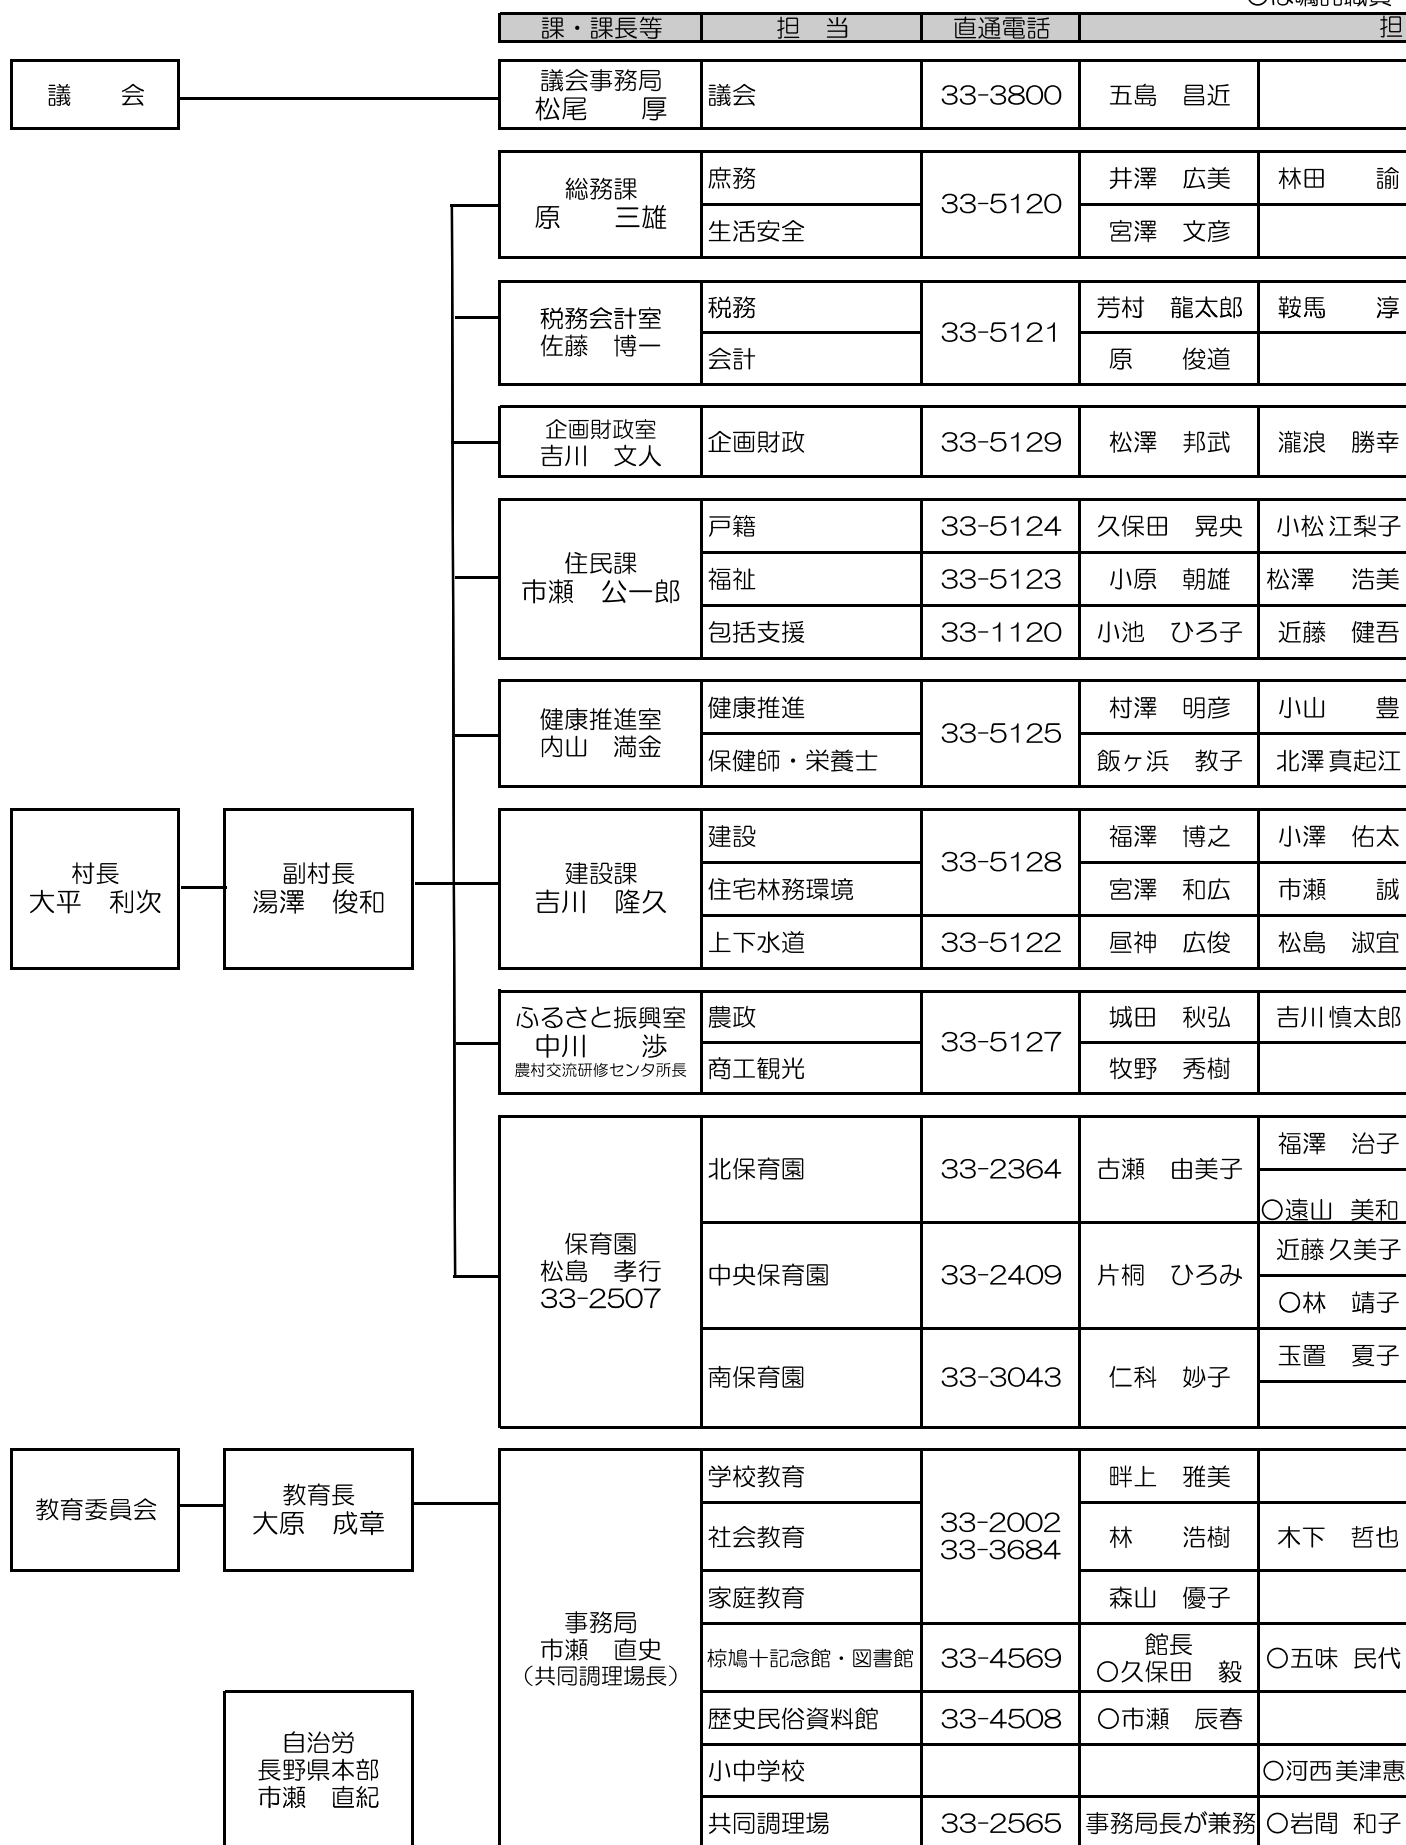 課・課長等　担　当　直通電話　担
議　会　議会事務局　議会　33-3800　五島　昌近
松尾　厚
総務課　庶務　33-5120　井澤　広美　林田　諭
原　三雄　生活安全　宮澤　文彦
税務会計室　税務　33-5121　芳村　龍太郎　鞍馬　淳
佐藤　博一　会計　原　俊道
企画財政室　企画財政　33-5129　松澤　邦武　瀧浪　勝幸
吉川　文人
住民課　戸籍　33-5124　久保田　晃央　小松江梨子
市瀬　公一郎　福祉　33-5123　小原　朝雄　松澤　浩美
包括支援　33-1120　小池　ひろ子　近藤　健吾
健康推進室　健康推進　33-5125　村澤　明彦　小山　豊
内山　満金　保健師・栄養士　飯ヶ浜　教子　北澤真起江
村長　副村長　建設課　建設　33-5128　福澤　博之　小澤　佑太
大平　利次　湯澤　俊和　吉川　隆久　住宅林務環境　宮澤　和広　市瀬　誠
上下水道　33-5122　昼神　広俊　松島　淑宜
ふるさと振興室　農政　33-5127　城田　秋弘　吉川慎太郎
中川　渉
農村交流研修センタ所長　商工観光　牧野　秀樹
保育園　北保育園　33-2364　古瀬　由美子　福澤　治子
松島　孝行　〇遠山　美和
33-2507　中央保育園　33-2409　片桐　ひろみ　近藤久美子
〇林　靖子
南保育園　33-3043　仁科　妙子　玉置　夏子
教育委員会　教育長　事務局　学校教育　33-2002　畔上　雅美
大原　成章　市瀬　直史　社会教育　33-3684　林　浩樹　木下　哲也
（共同調理場長）　家庭教育　森山　優子
椋鳩十記念館・図書館　33-4569　館長　〇五味　民代
〇久保田　毅
歴史民俗資料館　33-4508　〇市瀬　辰春
自治労　小中学校　〇河西美津惠
長野県本部
市瀬　直紀　共同調理場　33-2565　事務局長が兼務　〇岩間　和子